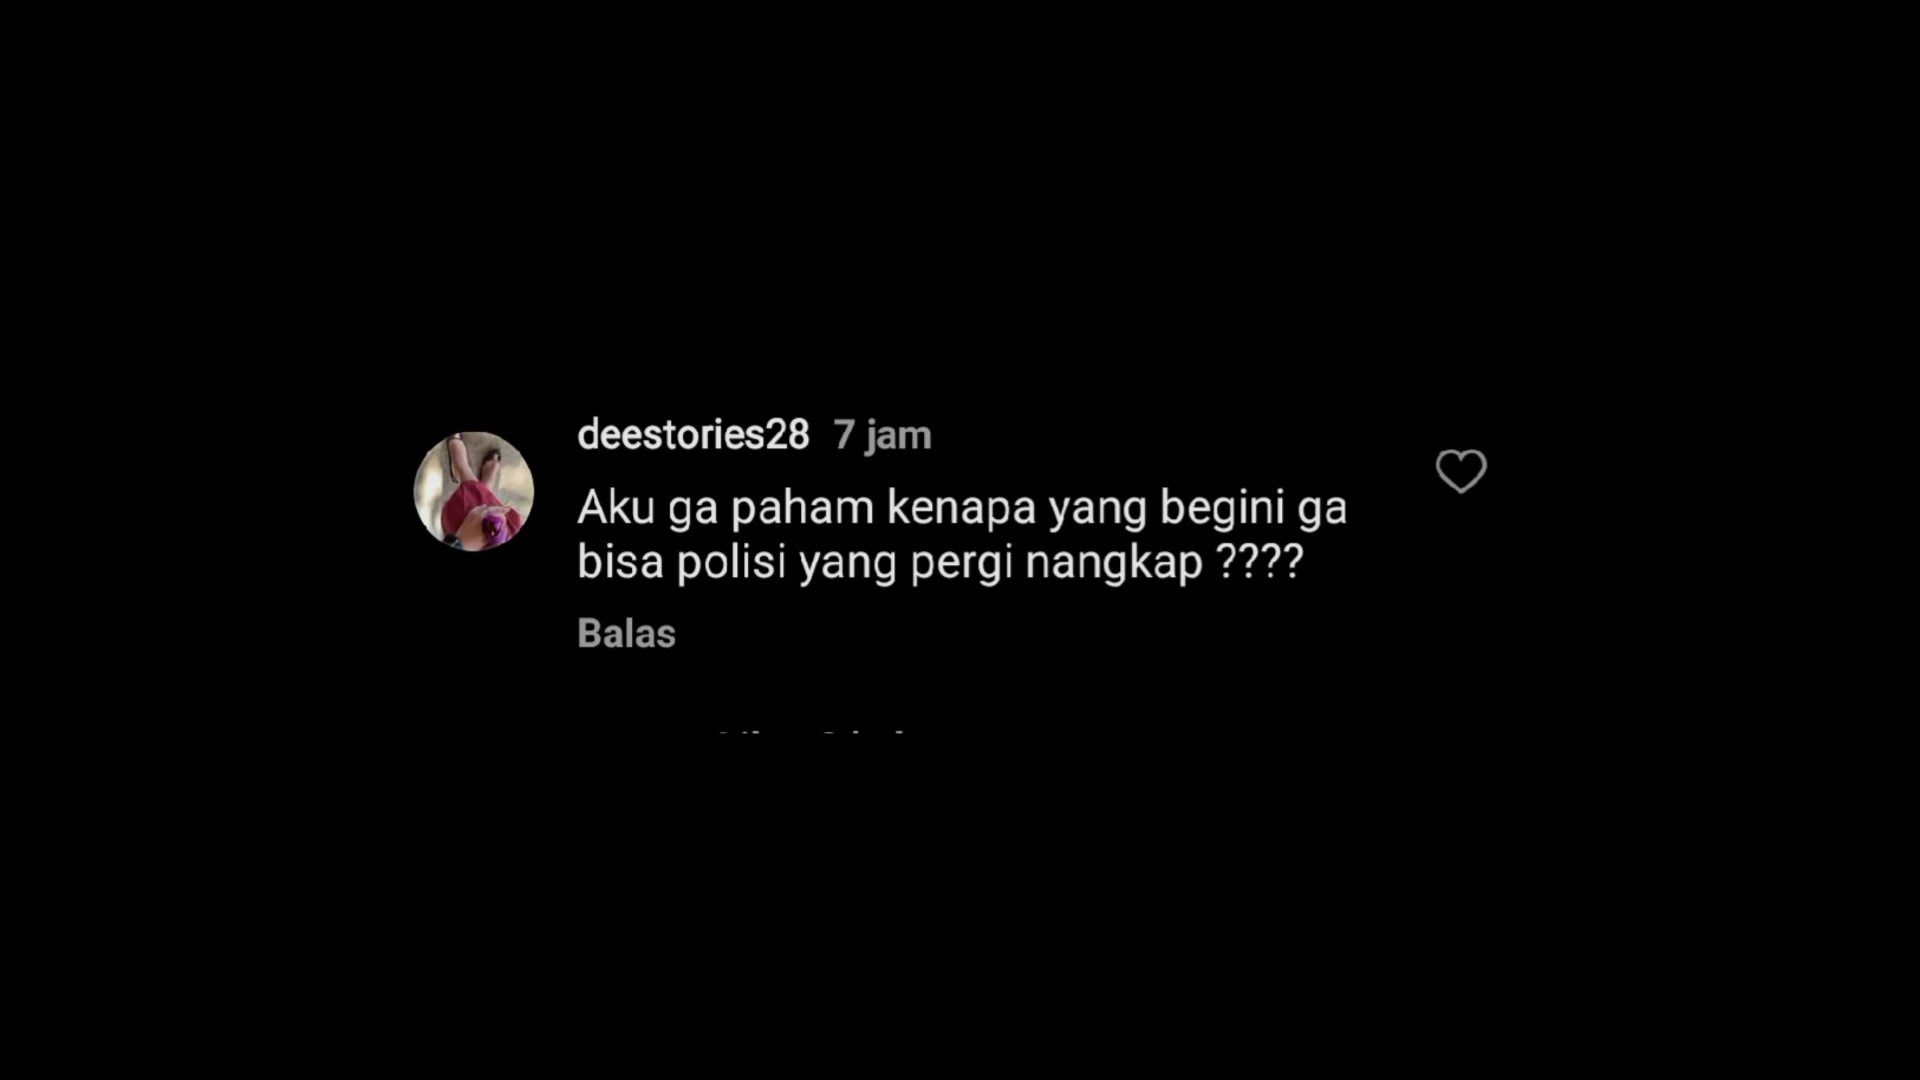 deestories28 7 jam
Aku ga paham kenapa yang begini ga
bisa polisi yang pergi nangkap ????
Balas